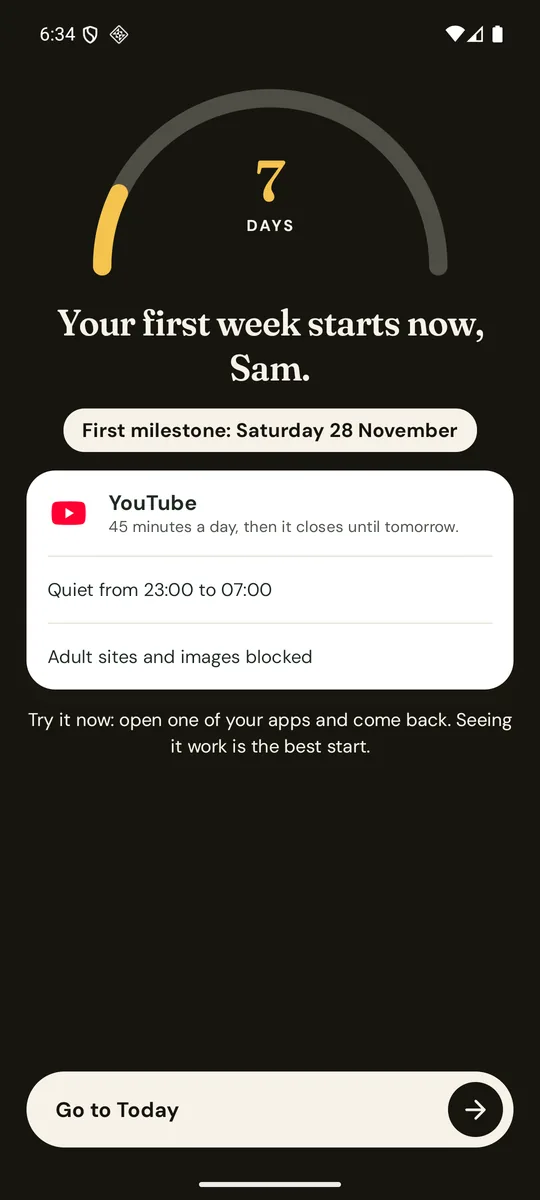 6:34
7
DAYS
Your first week starts now,
Sam.
First milestone: Saturday 28 November
YouTube
45 minutes a day, then it closes until tomorrow.
Quiet from 23:00 to 07:00
Adult sites and images blocked
Try it now: open one of your apps and come back. Seeing
it work is the best start.
Go to Today